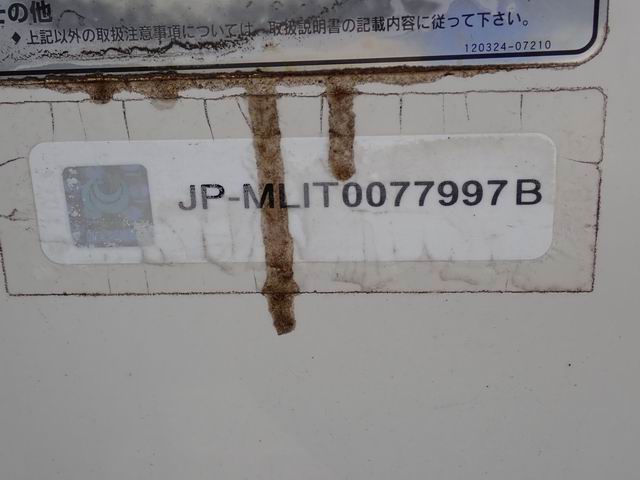 その他
◆上記以外の取扱注意事項については、取扱説明書の記載内容に従って下さい。
120324-07210
JP-MLIT0077997B